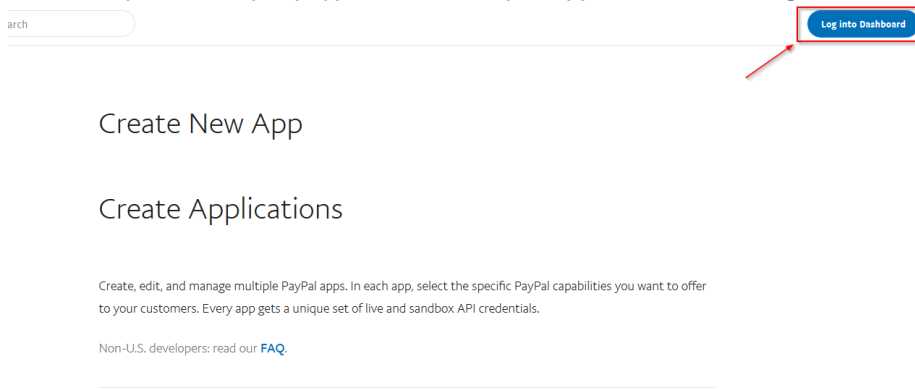 arch
Log into Dashboard
Create New App
Create Applications
Create, edit, and manage multiple PayPal apps. In each app, select the specific PayPal capabilities you want to offer
to your customers. Every app gets a unique set of live and sandbox API credentials.
Non-U.S. developers: read our FAQ.